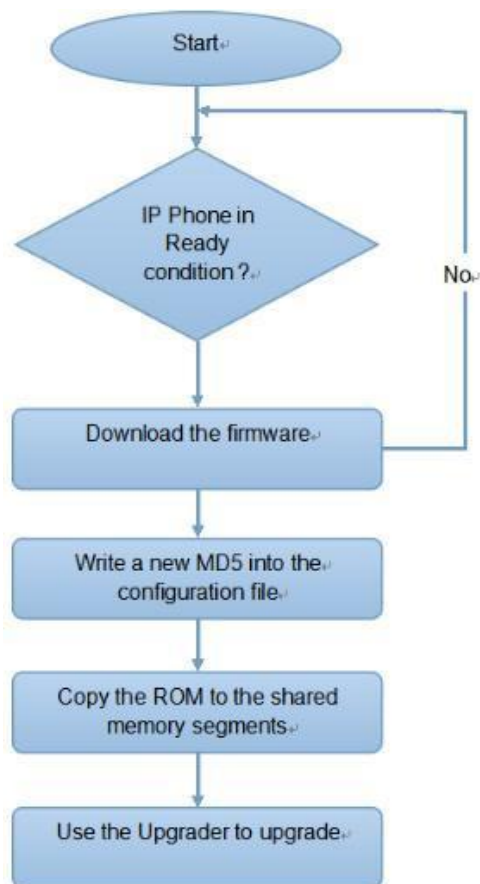 Start
IP Phone in
Ready
condition?
No
Download the firmware
Write a new MD5 into the
configuration file
Copy the ROM to the shared
memory segments
Use the Upgrader to upgrade